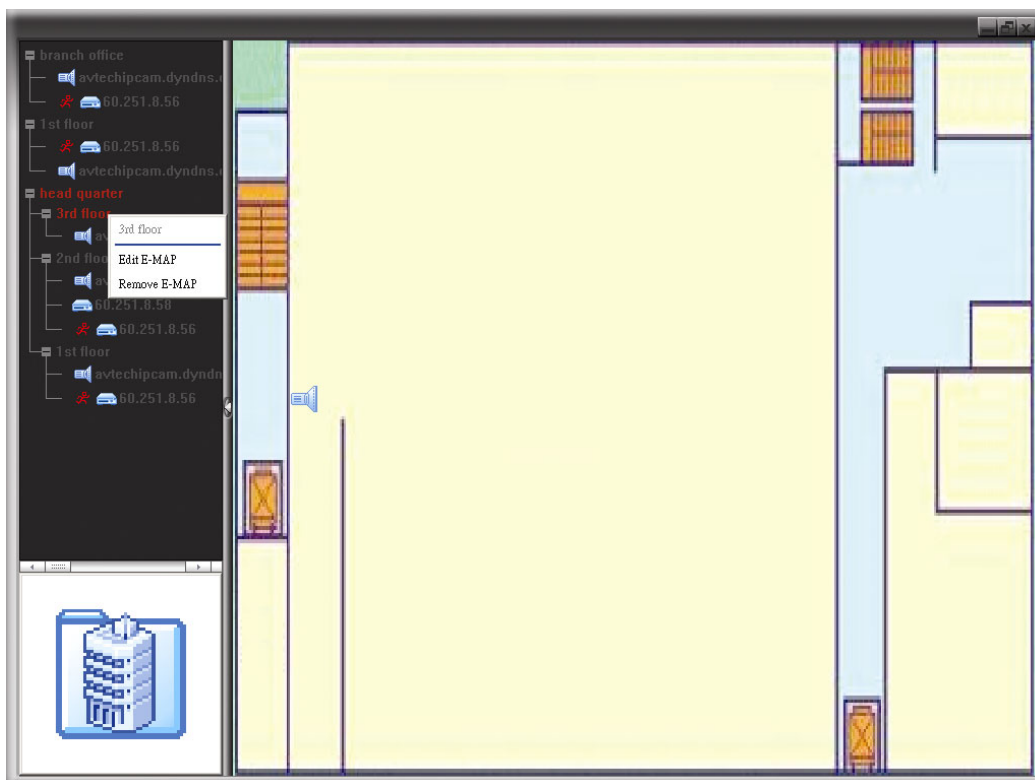 branch office
avtechipcam.dyndns.
60.251.8.56
1st floor
60.251.8.56
avtechipcam.dyndns.
head quarter
3rd floor
av
3rd floor
Edit E-MAP
Remove E-MAP
2nd floo
av
60.251.8.58
60.251.8.56
1st floor
avtechipcam.dyndn
60.251.8.56